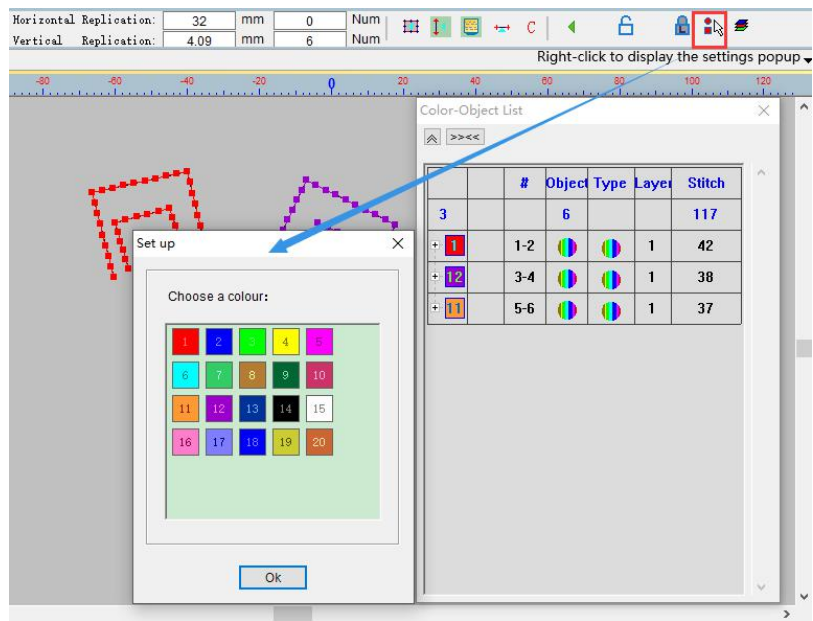 Horizontal Replication: 32 mm 0 Num C
Vertical Replication: 4.09 mm 6 Num
Right-click to display the settings popup
-80 -60 -40 -20 0 20 40 60 80 100 120
Color-Object List
>><<
# Object Type Layer Stitch
3 6 117
1 1-2 1 42
12 3-4 1 38
11 5-6 1 37
Set up
Choose a colour:
1 2 3 4 5
6 7 8 9 10
11 12 13 14 15
16 17 18 19 20
Ok